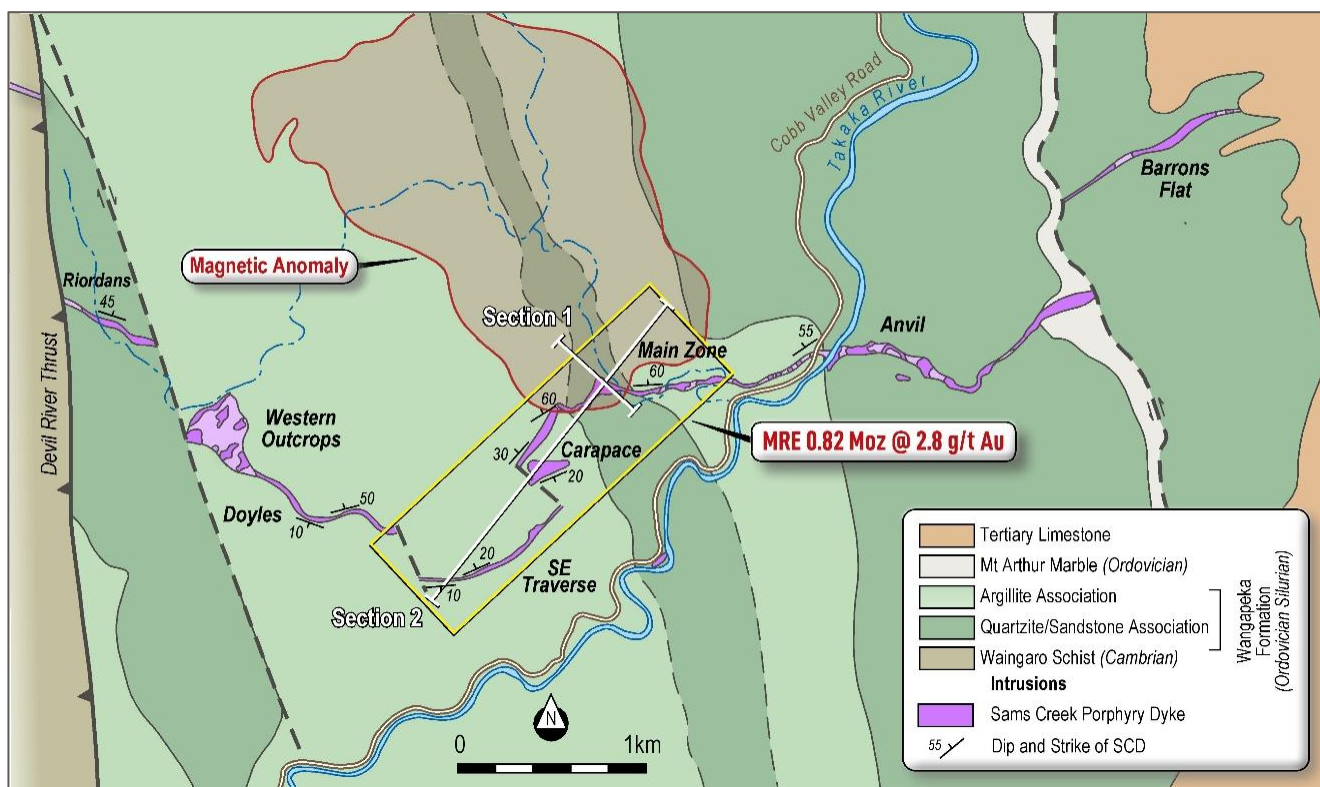 Cobb Valley Road
Takaka River
Barrons
Flat
Magnetic Anomaly
Riordans
45
Section 1
Main Zone
Anvil
55
60
Devil River Thrust
Western
Outcrops
60
MRE 0.82 Moz @ 2.8 g/t Au
30
Carapace
20
50
Doyles
10
20
SE
Traverse
10
Section 2
Tertiary Limestone
Mt Arthur Marble (Ordovician)
Argillite Association
Quartzite/Sandstone Association
Waingaro Schist (Cambrian)
Wangapeka
Formation
(Ordovician Silurian)
Intrusions
Sams Creek Porphyry Dyke
55 Dip and Strike of SCD
N
0 1km